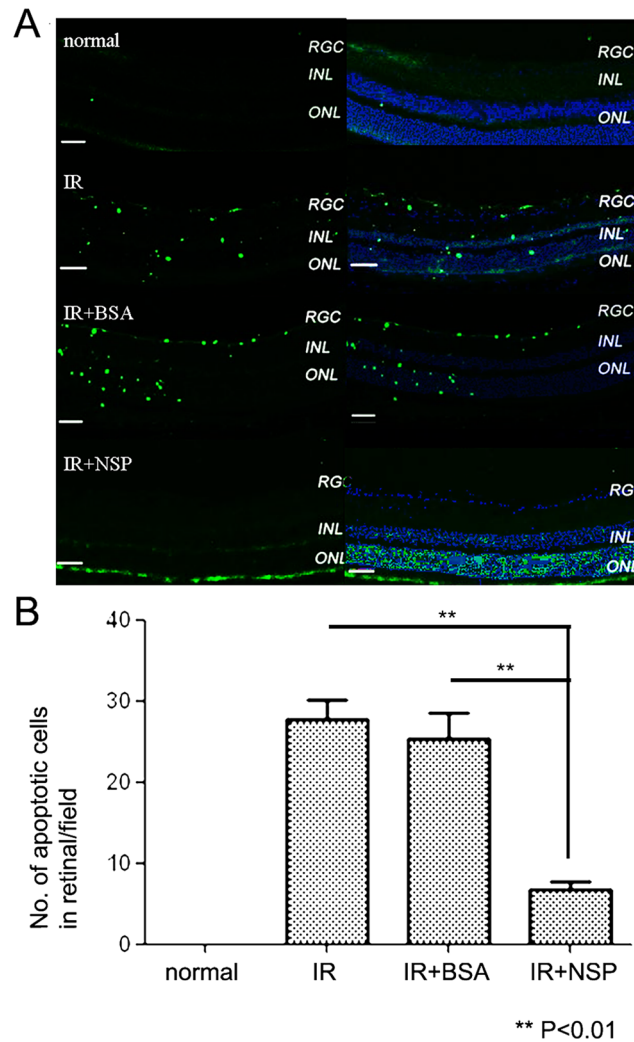 A
normal
RGC
INL
ONL
RGC
INL
ONL
IR
RGC
INL
ONL
RGC
INL
ONL
IR+BSA
RGC
INL
ONL
RGC
INL
ONL
IR+NSP
RGC
INL
ONL
RG
INL
ONL
B
No. of apoptotic cells
in retinal/field
40
30
20
10
0
**
**
normal
IR
IR+BSA
IR+NSP
** P<0.01